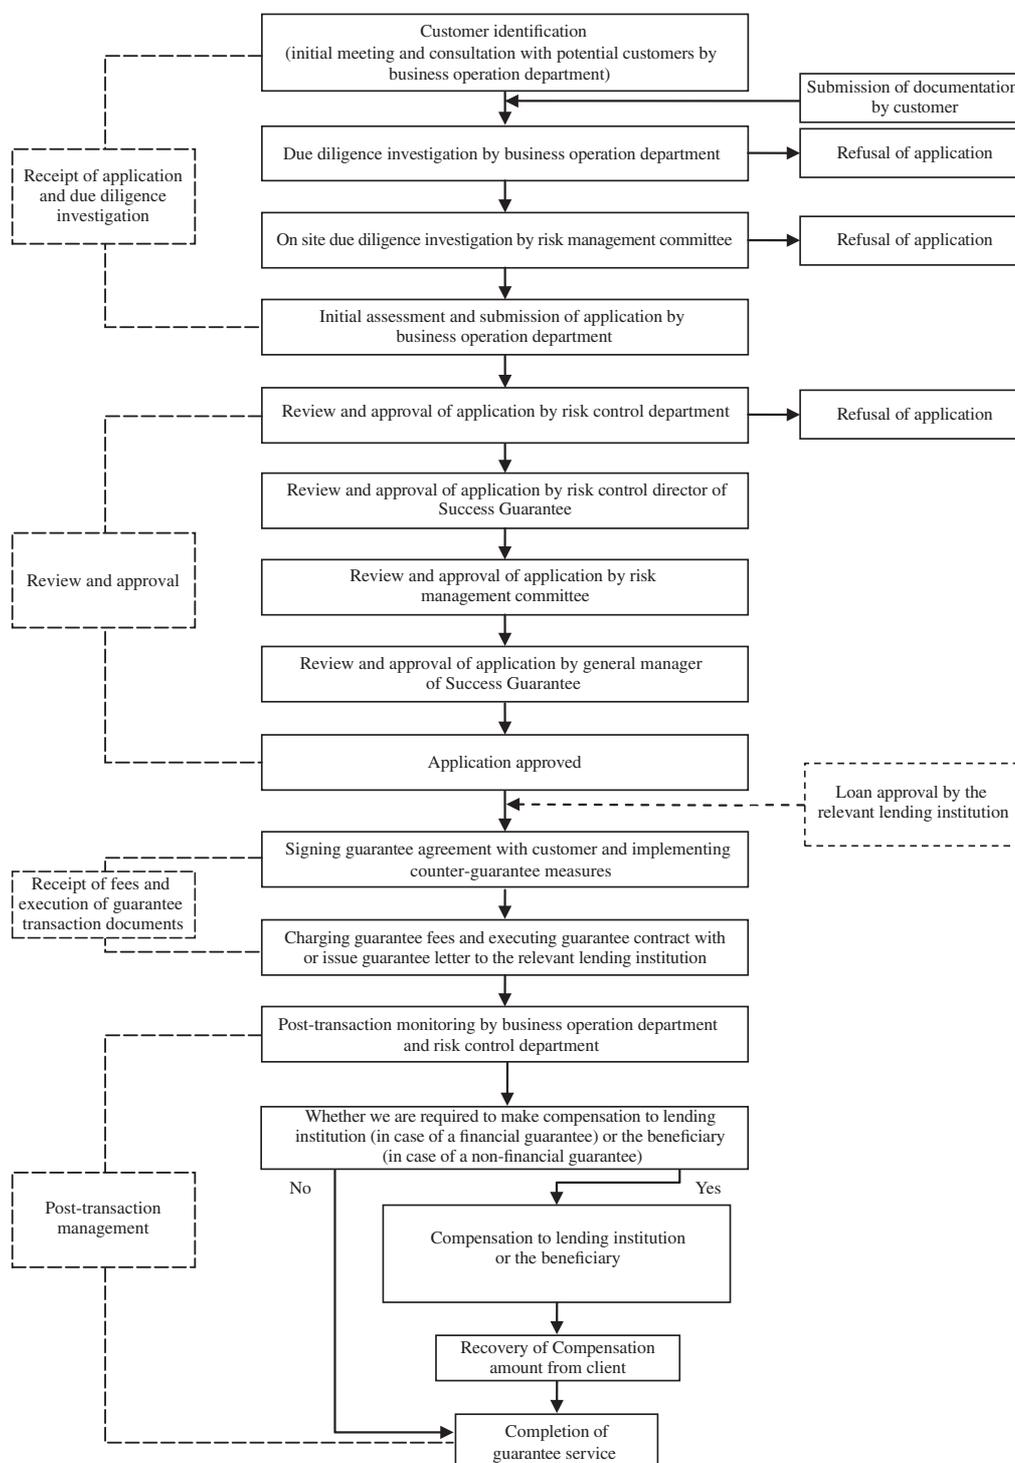 Customer identification
(initial meeting and consultation with potential customers by
business operation department)
Submission of documentation
by customer
Due diligence investigation by business operation department
Refusal of application
Receipt of application
and due diligence
investigation
On site due diligence investigation by risk management committee
Refusal of application
Initial assessment and submission of application by
business operation department
Review and approval of application by risk control department
Refusal of application
Review and approval of application by risk control director of
Success Guarantee
Review and approval
Review and approval of application by risk
management committee
Review and approval of application by general manager
of Success Guarantee
Application approved
Loan approval by the
relevant lending institution
Signing guarantee agreement with customer and implementing
counter-guarantee measures
Receipt of fees and
execution of guarantee
transaction documents
Charging guarantee fees and executing guarantee contract with
or issue guarantee letter to the relevant lending institution
Post-transaction monitoring by business operation department
and risk control department
Whether we are required to make compensation to lending
institution (in case of a financial guarantee) or the beneficiary
(in case of a non-financial guarantee)
No
Yes
Post-transaction
management
Compensation to lending institution
or the beneficiary
Recovery of Compensation
amount from client
Completion of
guarantee service